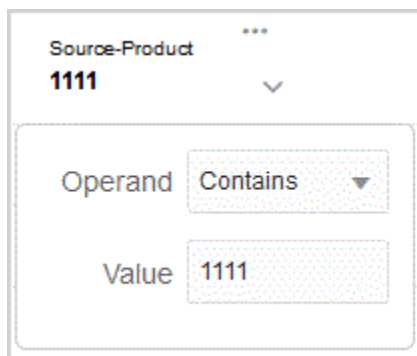 Source-Product
1111
Operand Contains
Value 1111